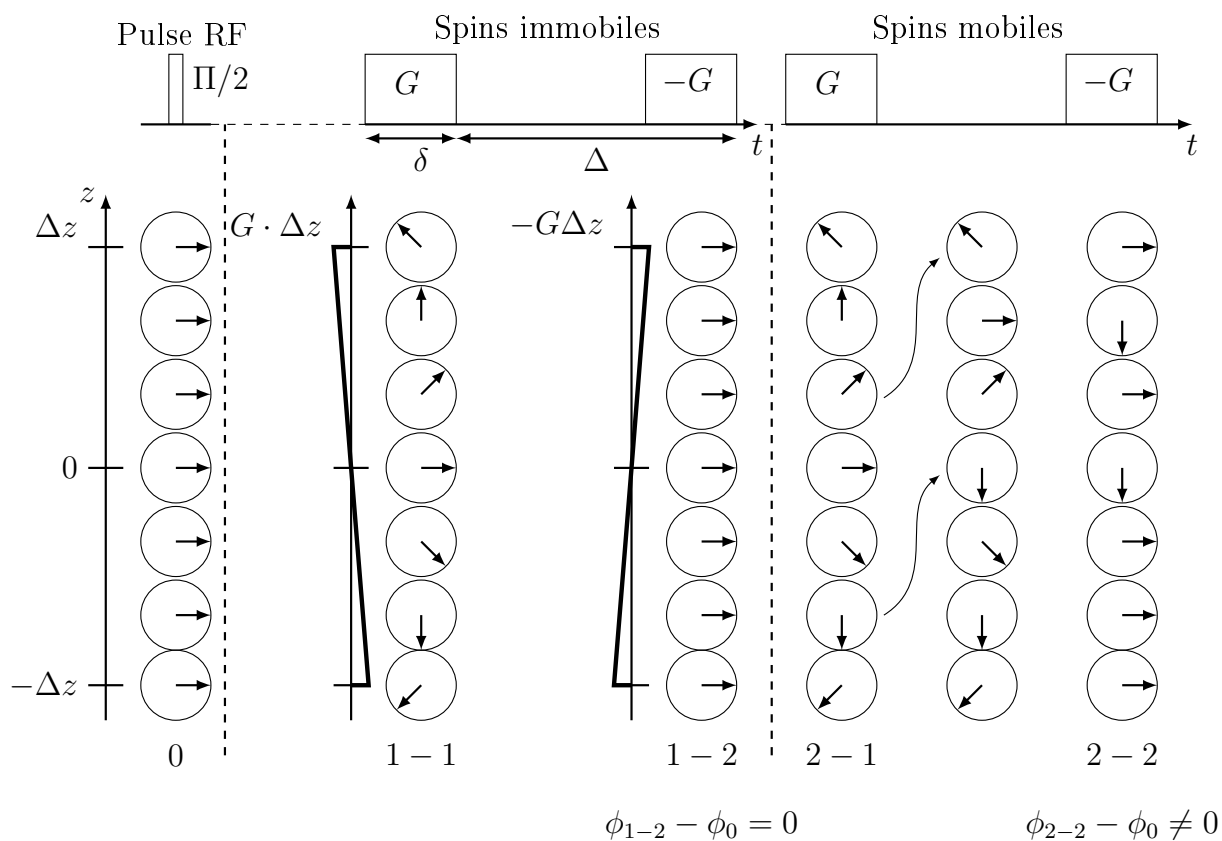 Pulse RF
Spins immobiles
Spins mobiles
Π/2
G
−G
G
−G
δ
Δ
t
t
z
Δz
0
−Δz
G · Δz
−GΔz
0
1 − 1
1 − 2
2 − 1
2 − 2
ϕ₁₋₂ − ϕ₀ = 0
ϕ₂₋₂ − ϕ₀ ≠ 0